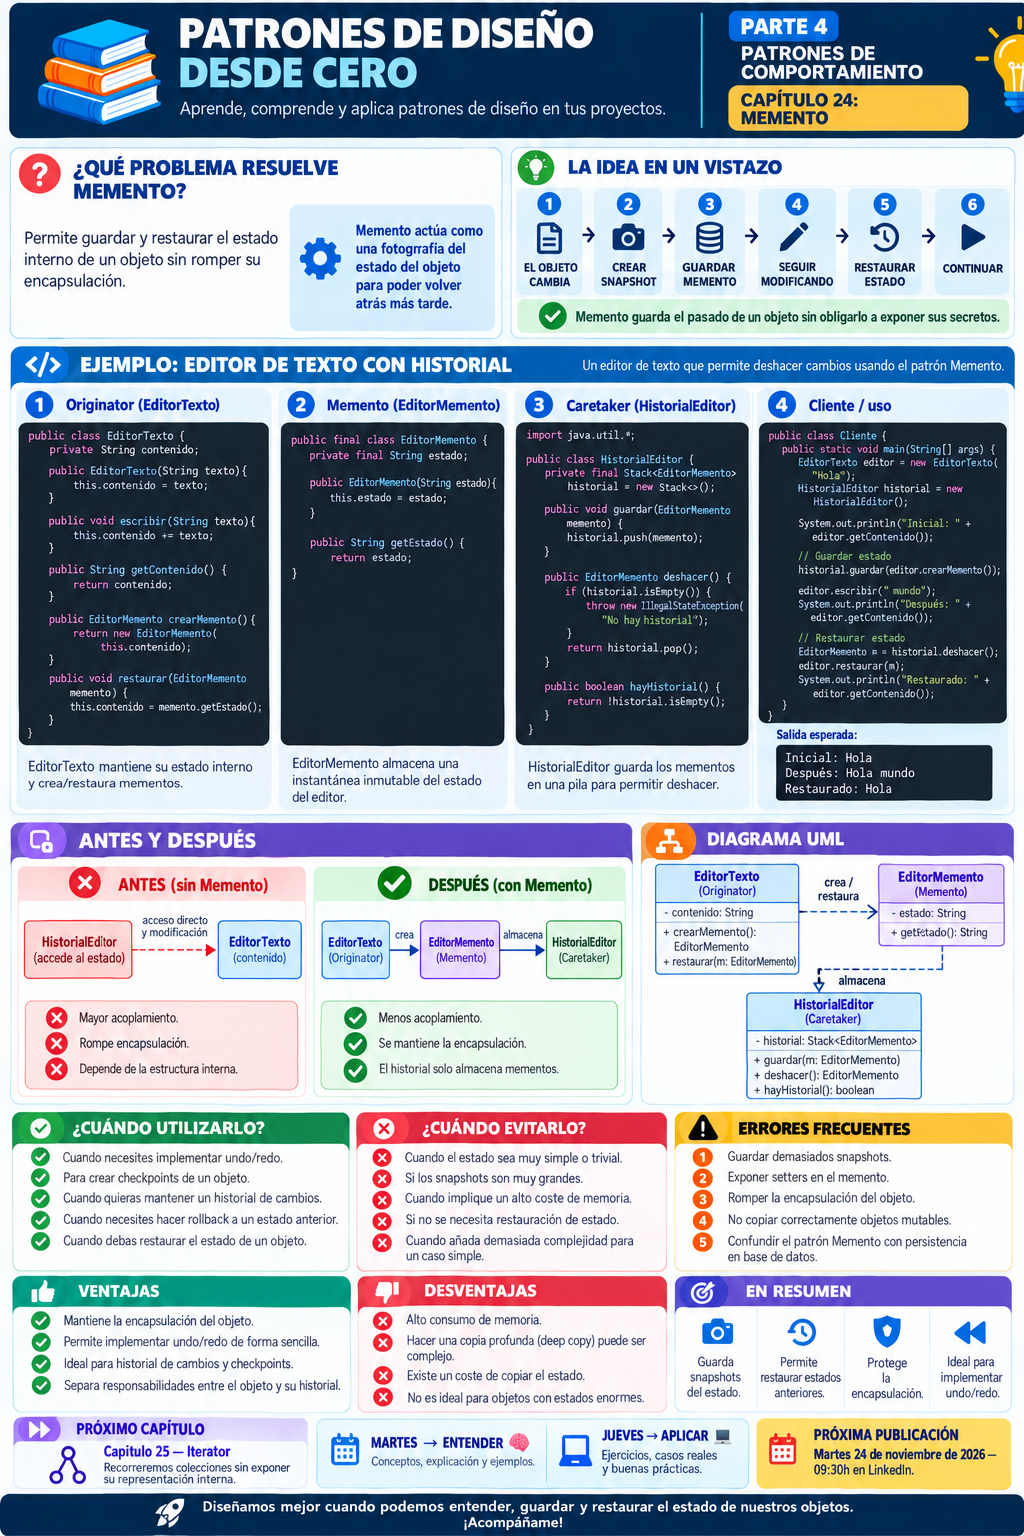 PATRONES DE DISEÑO
DESDE CERO
Aprende, comprende y aplica patrones de diseño en tus proyectos.
PARTE 4
PATRONES DE
COMPORTAMIENTO
CAPÍTULO 24:
MEMENTO
¿QUÉ PROBLEMA RESUELVE
MEMENTO?
Permite guardar y restaurar el estado
interno de un objeto sin romper su
encapsulación.
Memento actúa como
una fotografía del
estado del objeto
para poder volver
atrás más tarde.
LA IDEA EN UN VISTAZO
1
EL OBJETO
CAMBIA
2
CREAR
SNAPSHOT
3
GUARDAR
MEMENTO
4
SEGUIR
MODIFICANDO
5
RESTAURAR
ESTADO
6
CONTINUAR
Memento guarda el pasado de un objeto sin obligarlo a exponer sus secretos.
</> EJEMPLO: EDITOR DE TEXTO CON HISTORIAL
Un editor de texto que permite deshacer cambios usando el patrón Memento.
1 Originator (EditorTexto)
public class EditorTexto {
private String contenido;
public EditorTexto(String texto){
this.contenido = texto;
}
public void escribir(String texto){
this.contenido += texto;
}
public String getContenido() {
return contenido;
}
public EditorMemento crearMemento(){
return new EditorMemento(
this.contenido);
}
public void restaurar(EditorMemento
memento) {
this.contenido = memento.getEstado();
}
}
EditorTexto mantiene su estado interno
y crea/restaura mementos.
2 Memento (EditorMemento)
public final class EditorMemento {
private final String estado;
public EditorMemento(String estado){
this.estado = estado;
}
public String getEstado() {
return estado;
}
EditorMemento almacena una
instantánea inmutable del estado
del editor.
3 Caretaker (HistorialEditor)
import java.util.*;
public class HistorialEditor {
private final Stack<EditorMemento>
historial = new Stack<>();
public void guardar(EditorMemento
memento) {
historial.push(memento);
}
public EditorMemento deshacer() {
if (historial.isEmpty()) {
throw new IllegalStateException(
"No hay historial");
}
return historial.pop();
}
public boolean hayHistorial() {
return !historial.isEmpty();
}
}
HistorialEditor guarda los mementos
en una pila para permitir deshacer.
4 Cliente / uso
public class Cliente {
public static void main(String[] args) {
EditorTexto editor = new EditorTexto(
"Hola");
HistorialEditor historial = new
HistorialEditor();
System.out.println("Inicial: " +
editor.getContenido());
// Guardar estado
historial.guardar(editor.crearMemento());
editor.escribir(" mundo");
System.out.println("Después: " +
editor.getContenido());
// Restaurar estado
EditorMemento m = historial.deshacer();
editor.restaurar(m);
System.out.println("Restaurado: " +
editor.getContenido());
}
}
Salida esperada:
Inicial: Hola
Después: Hola mundo
Restaurado: Hola
ANTES Y DESPUÉS
ANTES (sin Memento)
HistorialEditor
(accede al estado)
acceso directo
y modificación
EditorTexto
(contenido)
Mayor acoplamiento.
Rompe encapsulación.
Depende de la estructura interna.
DESPUÉS (con Memento)
EditorTexto
(Originator)
crea
EditorMemento
(Memento)
almacena
HistorialEditor
(Caretaker)
Menos acoplamiento.
Se mantiene la encapsulación.
El historial solo almacena mementos.
DIAGRAMA UML
EditorTexto
(Originator)
- contenido: String
+ crearMemento():
EditorMemento
+ restaurar(m: EditorMemento)
crea /
restaura
EditorMemento
(Memento)
- estado: String
+ getEstado(): String
almacena
HistorialEditor
(Caretaker)
- historial: Stack<EditorMemento>
+ guardar(m: EditorMemento)
+ deshacer(): EditorMemento
+ hayHistorial(): boolean
¿CUÁNDO UTILIZARLO?
Cuando necesites implementar undo/redo.
Para crear checkpoints de un objeto.
Cuando quieras mantener un historial de cambios.
Cuando necesites hacer rollback a un estado anterior.
Cuando debas restaurar el estado de un objeto.
¿CUÁNDO EVITARLO?
Cuando el estado sea muy simple o trivial.
Si los snapshots son muy grandes.
Cuando implique un alto coste de memoria.
Si no se necesita restauración de estado.
Cuando añada demasiada complejidad para
un caso simple.
ERRORES FRECUENTES
1 Guardar demasiados snapshots.
2 Exponer setters en el memento.
3 Romper la encapsulación del objeto.
4 No copiar correctamente objetos mutables.
5 Confundir el patrón Memento con persistencia
en base de datos.
VENTAJAS
Mantiene la encapsulación del objeto.
Permite implementar undo/redo de forma sencilla.
Ideal para historial de cambios y checkpoints.
Separa responsabilidades entre el objeto y su historial.
DESVENTAJAS
Alto consumo de memoria.
Hacer una copia profunda (deep copy) puede ser
complejo.
Existe un coste de copiar el estado.
No es ideal para objetos con estados enormes.
EN RESUMEN
Guarda
snapshots
del estado.
Permite
restaurar estados
anteriores.
Protege
la
encapsulación.
Ideal para
implementar
undo/redo.
PRÓXIMO CAPÍTULO
Capitulo 25 — Iterator
Recorreremos colecciones sin exponer
su representación interna.
MARTES → ENTENDER
Conceptos, explicación y ejemplos.
JUEVES → APLICAR
Ejercicios, casos reales
y buenas prácticas.
PRÓXIMA PUBLICACIÓN
Martes 24 de noviembre de 2026 —
09:30h en LinkedIn.
Diseñamos mejor cuando podemos entender, guardar y restaurar el estado de nuestros objetos.
¡Acompáñame!